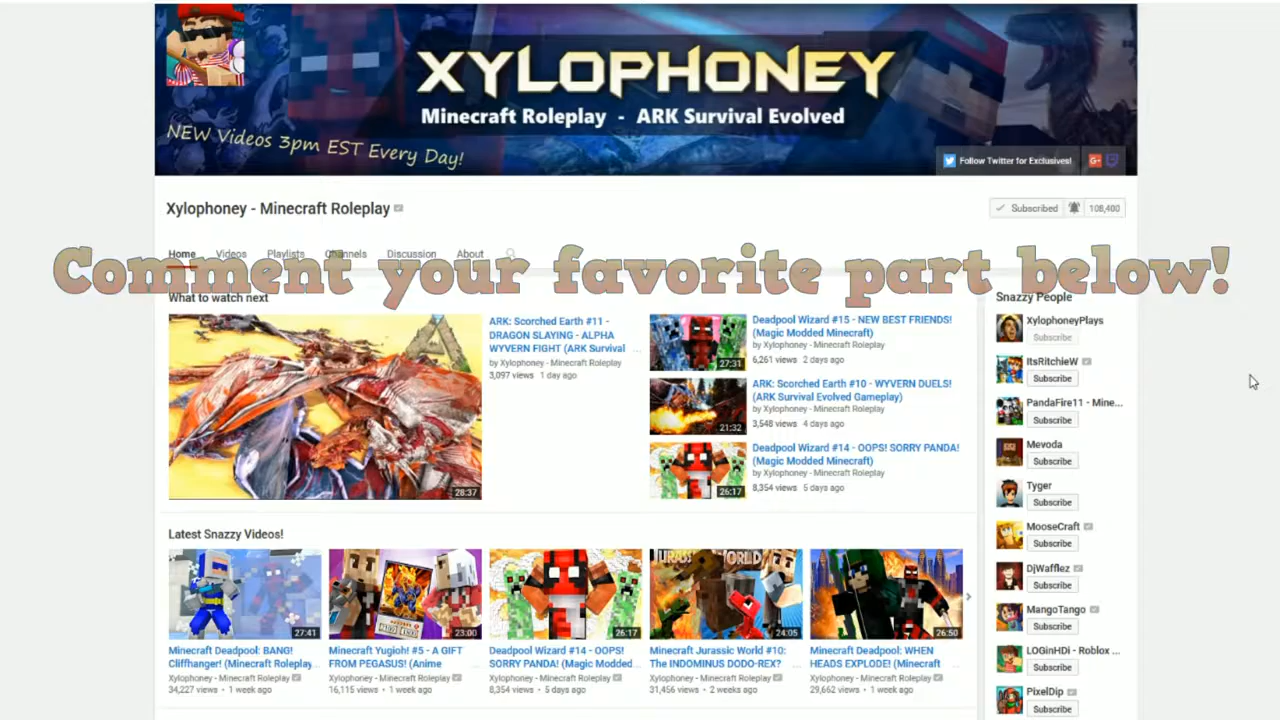 XYLOPHONEY
Minecraft Roleplay - ARK Survival Evolved
NEW Videos 3pm EST Every Day!
Follow Twitter for Exclusives!
G+
Xylophoney - Minecraft Roleplay
Subscribed
108,400
Home
Videos
Playlists
Channels
Discussion
About
Comment your favorite part below!
What to watch next
28:37
ARK: Scorched Earth #11 -
DRAGON SLAYING - ALPHA
WYVERN FIGHT (ARK Survival ...
by Xylophoney - Minecraft Roleplay
3,097 views 1 day ago
27:31
Deadpool Wizard #15 - NEW BEST FRIENDS!
(Magic Modded Minecraft)
by Xylophoney - Minecraft Roleplay
6,261 views 2 days ago
21:32
ARK: Scorched Earth #10 - WYVERN DUELS!
(ARK Survival Evolved Gameplay)
by Xylophoney - Minecraft Roleplay
3,548 views 4 days ago
26:17
Deadpool Wizard #14 - OOPS! SORRY PANDA!
(Magic Modded Minecraft)
by Xylophoney - Minecraft Roleplay
8,354 views 5 days ago
Snazzy People
XylophoneyPlays
Subscribe
ItsRitchieW
Subscribe
PandaFire11 - Mine...
Subscribe
Mevoda
Subscribe
Tyger
Subscribe
MooseCraft
Subscribe
DjWafflez
Subscribe
MangoTango
Subscribe
LOGinHDi - Roblox ...
Subscribe
PixelDip
Subscribe
Latest Snazzy Videos!
27:41
Minecraft Deadpool: BANG!
Cliffhanger! (Minecraft Roleplay...
Xylophoney - Minecraft Roleplay
34,227 views • 1 week ago
23:00
Minecraft Yugioh! #5 - A GIFT
FROM PEGASUS! (Anime ...
Xylophoney - Minecraft Roleplay
16,115 views • 1 week ago
26:17
Deadpool Wizard #14 - OOPS!
SORRY PANDA! (Magic Modded...
Xylophoney - Minecraft Roleplay
8,354 views • 5 days ago
JURASSIC WORLD
24:05
Minecraft Jurassic World #10:
The INDOMINUS DODO-REX? ...
Xylophoney - Minecraft Roleplay
31,456 views • 2 weeks ago
26:50
Minecraft Deadpool: WHEN
HEADS EXPLODE! (Minecraft ...
Xylophoney - Minecraft Roleplay
29,662 views • 1 week ago